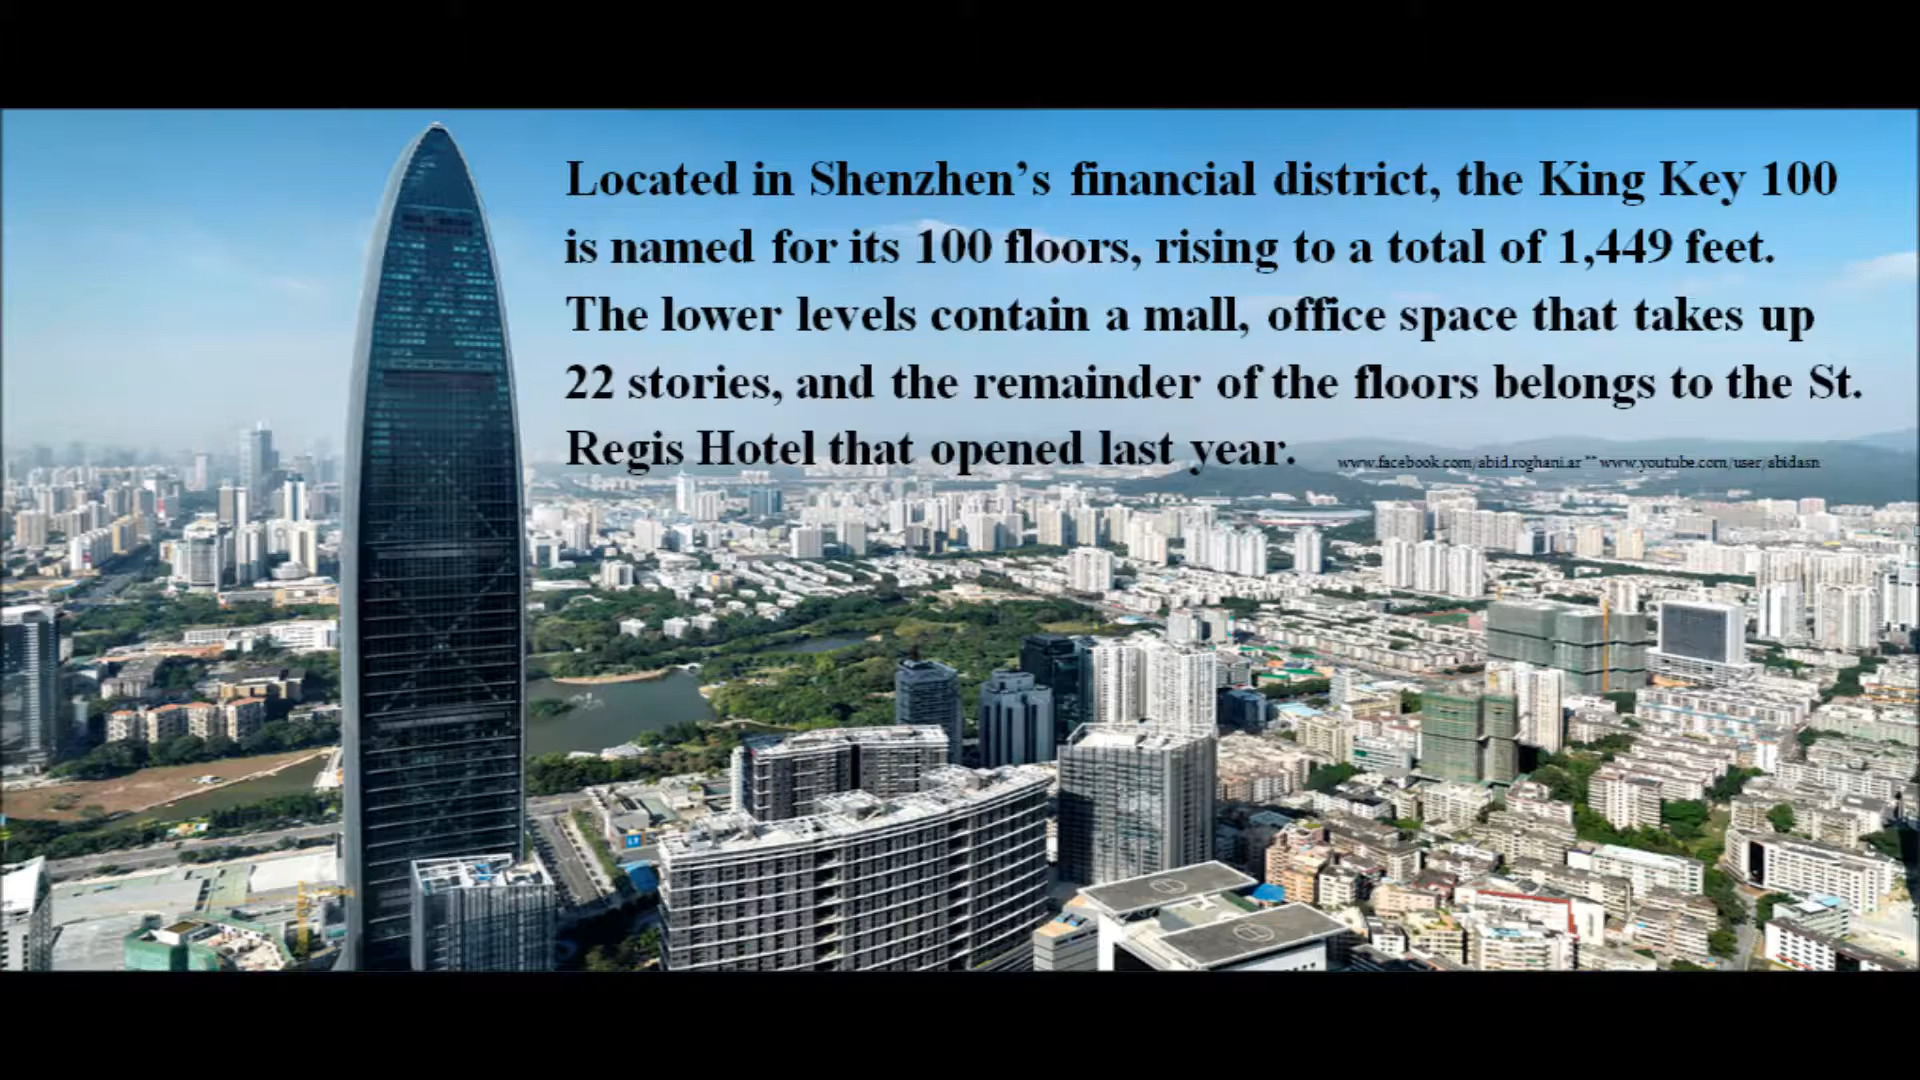 Located in Shenzhen’s financial district, the King Key 100
is named for its 100 floors, rising to a total of 1,449 feet.
The lower levels contain a mall, office space that takes up
22 stories, and the remainder of the floors belongs to the St.
Regis Hotel that opened last year.
www.facebook.com/abid.roghani.ar ** www.youtube.com/user/abidasn